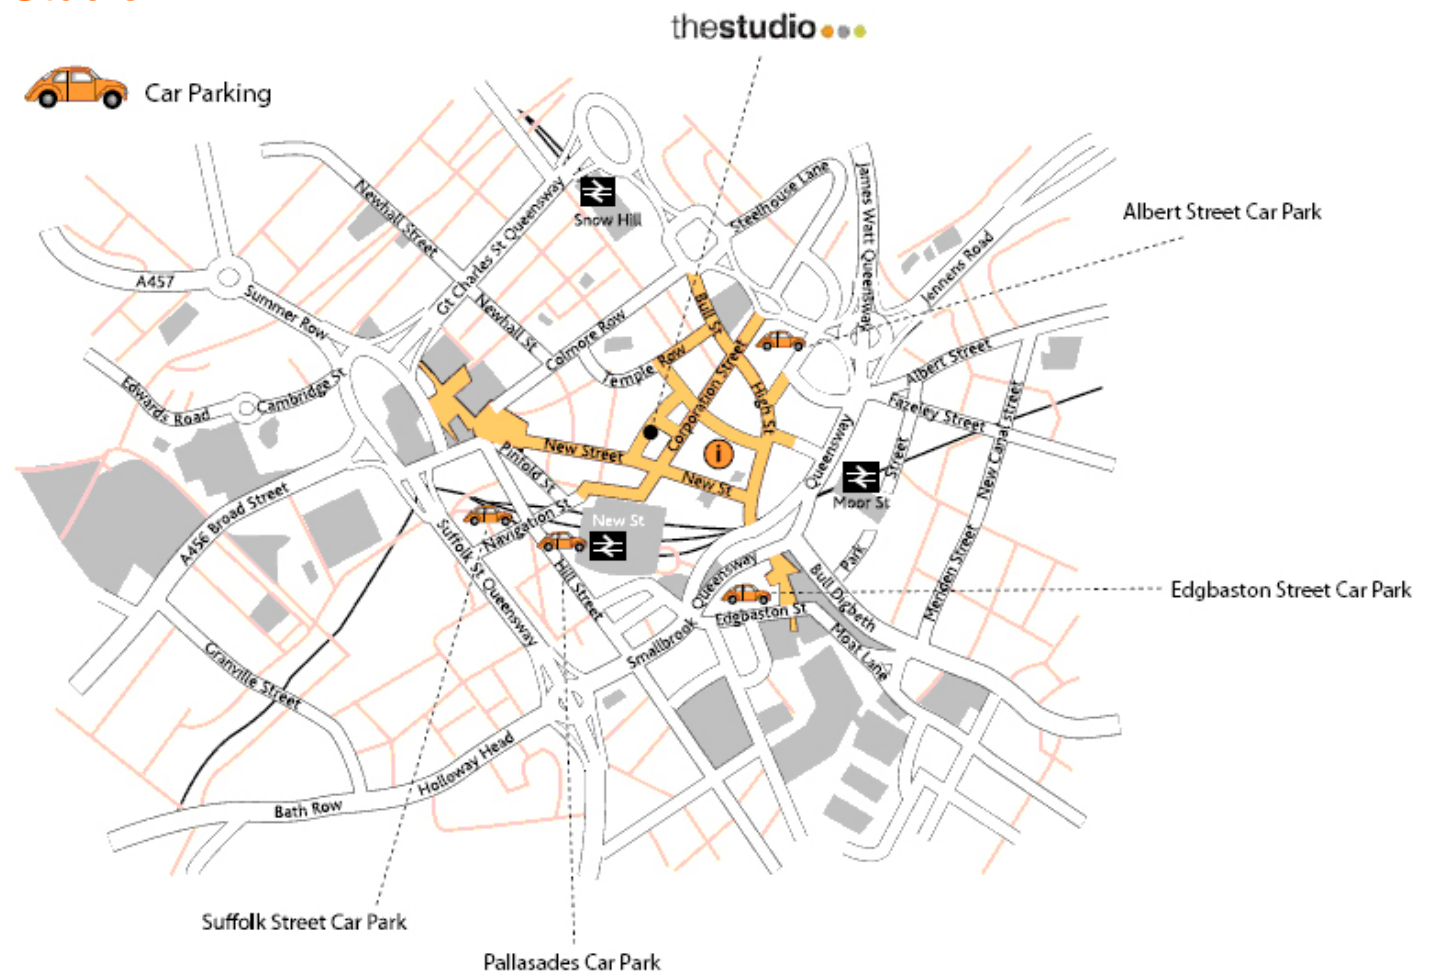 thestudio
Car Parking
Albert Street Car Park
Snow Hill
Steelhouse Lane
James Watt Queensway
Newhall Street
Gt Charles St Queensway
Jennens Road
A457
Summer Row
Newhall St
Bull St
Colmore Row
Temple Row
Corporation Street
High St
Albert Street
Edwards Road
Cambridge St
Fazeley Street
New Canal street
New Street
i
Pinfold St
New St
Queensway
Street
Moor St
A456 Broad Street
Navigation St
New St
Suffolk St Queensway
Hill Street
Queensway
Park
Bull Digbeth
Meriden Street
Edgbaston Street Car Park
Edgbaston St
Smallbrook
Moat Lane
Granville Street
Holloway Head
Bath Row
Suffolk Street Car Park
Pallasades Car Park